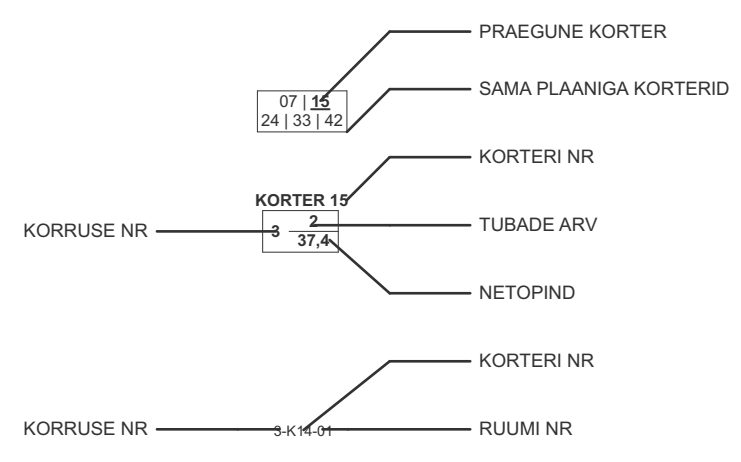 PRAEGUNE KORTER
07 | 15
24 | 33 | 42
SAMA PLAANIGA KORTERID
KORTERI NR
KORTER 15
KORRUSE NR
3
2
37,4
TUBADE ARV
NETOPIND
KORTERI NR
KORRUSE NR
3-K14-01
RUUMI NR